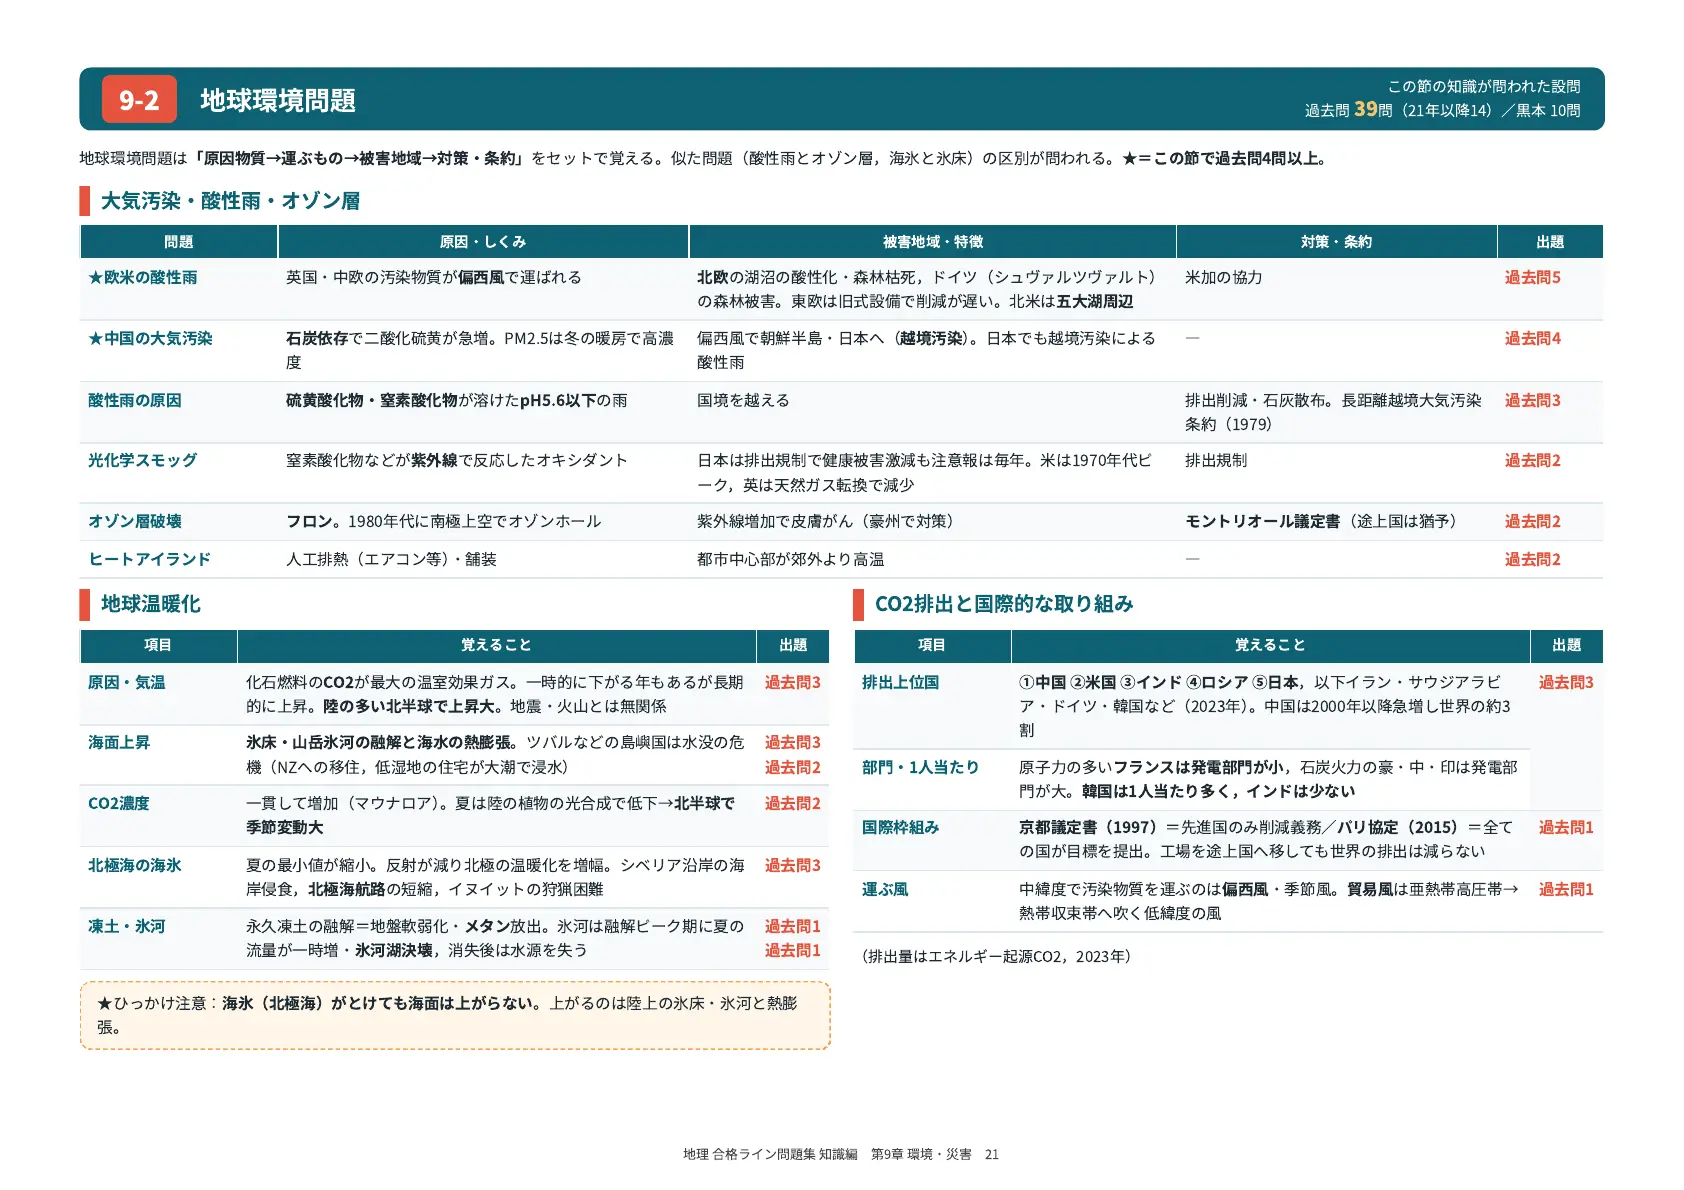 9-2 地球環境問題
この節の知識が問われた設問
過去問 39問（21年以降14）／黒本 10問
地球環境問題は「原因物質→運ぶもの→被害地域→対策・条約」をセットで覚える。似た問題（酸性雨とオゾン層，海氷と氷床）の区別が問われる。★＝この節で過去問4問以上。
大気汚染・酸性雨・オゾン層
問題 原因・しくみ 被害地域・特徴 対策・条約 出題
★欧米の酸性雨 英国・中欧の汚染物質が偏西風で運ばれる 北欧の湖沼の酸性化・森林枯死，ドイツ（シュヴァルツヴァルト） 米加の協力 過去問5
の森林被害。東欧は旧式設備で削減が遅い。北米は五大湖周辺
★中国の大気汚染 石炭依存で二酸化硫黄が急増。PM2.5は冬の暖房で高濃 偏西風で朝鮮半島・日本へ（越境汚染）。日本でも越境汚染による — 過去問4
度 酸性雨
酸性雨の原因 硫黄酸化物・窒素酸化物が溶けたpH5.6以下の雨 国境を越える 排出削減・石灰散布。長距離越境大気汚染 過去問3
条約（1979）
光化学スモッグ 窒素酸化物などが紫外線で反応したオキシダント 日本は排出規制で健康被害激減も注意報は毎年。米は1970年代ピ 排出規制 過去問2
ーク，英は天然ガス転換で減少
オゾン層破壊 フロン。1980年代に南極上空でオゾンホール 紫外線増加で皮膚がん（豪州で対策） モントリオール議定書（途上国は猶予） 過去問2
ヒートアイランド 人工排熱（エアコン等）・舗装 都市中心部が郊外より高温 — 過去問2
地球温暖化
項目 覚えること 出題
原因・気温 化石燃料のCO2が最大の温室効果ガス。一時的に下がる年もあるが長期 過去問3
的に上昇。陸の多い北半球で上昇大。地震・火山とは無関係
海面上昇 氷床・山岳氷河の融解と海水の熱膨張。ツバルなどの島嶼国は水没の危 過去問3
機（NZへの移住，低湿地の住宅が大潮で浸水） 過去問2
CO2濃度 一貫して増加（マウナロア）。夏は陸の植物の光合成で低下→北半球で 過去問2
季節変動大
北極海の海氷 夏の最小値が縮小。反射が減り北極の温暖化を増幅。シベリア沿岸の海 過去問3
岸侵食，北極海航路の短縮，イヌイットの狩猟困難
凍土・氷河 永久凍土の融解＝地盤軟弱化・メタン放出。氷河は融解ピーク期に夏の 過去問1
流量が一時増・氷河湖決壊，消失後は水源を失う 過去問1
★ひっかけ注意：海氷（北極海）がとけても海面は上がらない。上がるのは陸上の氷床・氷河と熱膨
張。
CO2排出と国際的な取り組み
項目 覚えること 出題
排出上位国 ①中国 ②米国 ③インド ④ロシア ⑤日本，以下イラン・サウジアラビ 過去問3
ア・ドイツ・韓国など（2023年）。中国は2000年以降急増し世界の約3
割
部門・1人当たり 原子力の多いフランスは発電部門が小，石炭火力の豪・中・印は発電部
門が大。韓国は1人当たり多く，インドは少ない
国際枠組み 京都議定書（1997）＝先進国のみ削減義務／パリ協定（2015）＝全て 過去問1
の国が目標を提出。工場を途上国へ移しても世界の排出は減らない
運ぶ風 中緯度で汚染物質を運ぶのは偏西風・季節風。貿易風は亜熱帯高圧帯→ 過去問1
熱帯収束帯へ吹く低緯度の風
（排出量はエネルギー起源CO2，2023年）
地理 合格ライン問題集 知識編 第9章 環境・災害 21